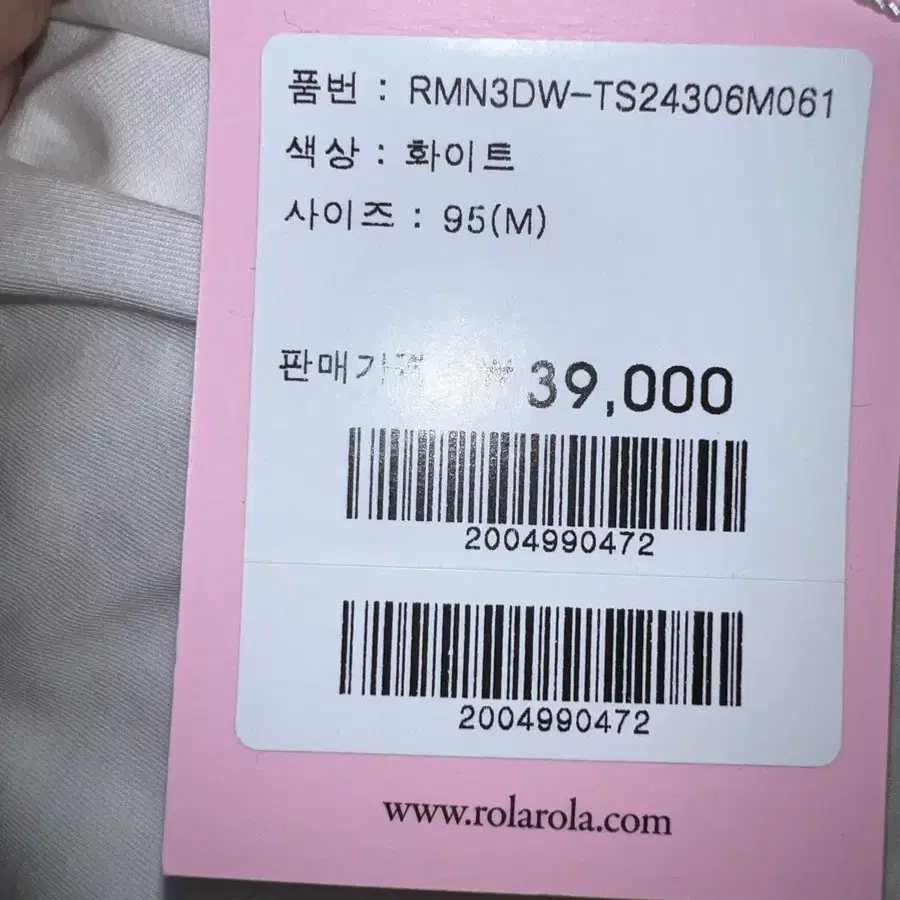 품번 : RMN3DW-TS24306M061
색상 : 화이트
사이즈 : 95(M)
판매가격 ₩ 39,000
2004990472
2004990472
www.rolarola.com